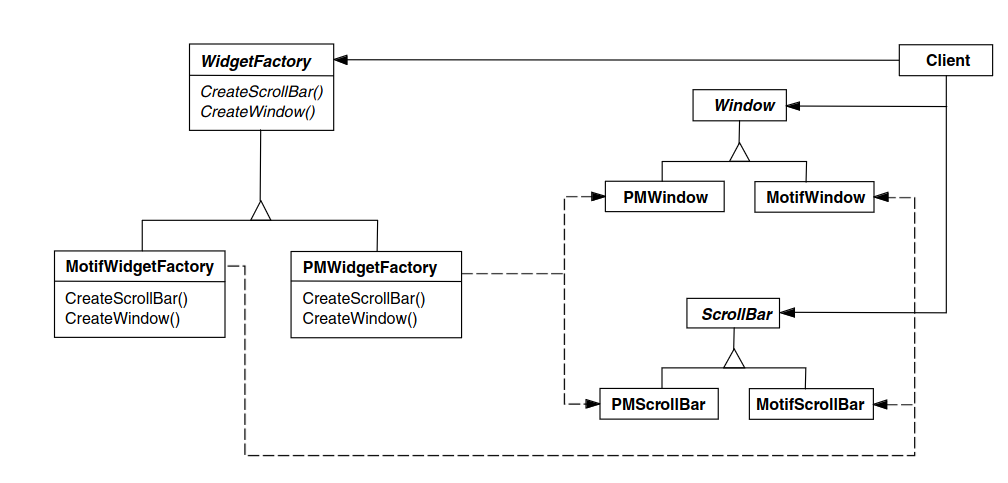 WidgetFactory
CreateScrollBar()
CreateWindow()
Client
Window
PMWindow
MotifWindow
MotifWidgetFactory
CreateScrollBar()
CreateWindow()
PMWidgetFactory
CreateScrollBar()
CreateWindow()
ScrollBar
PMScrollBar
MotifScrollBar